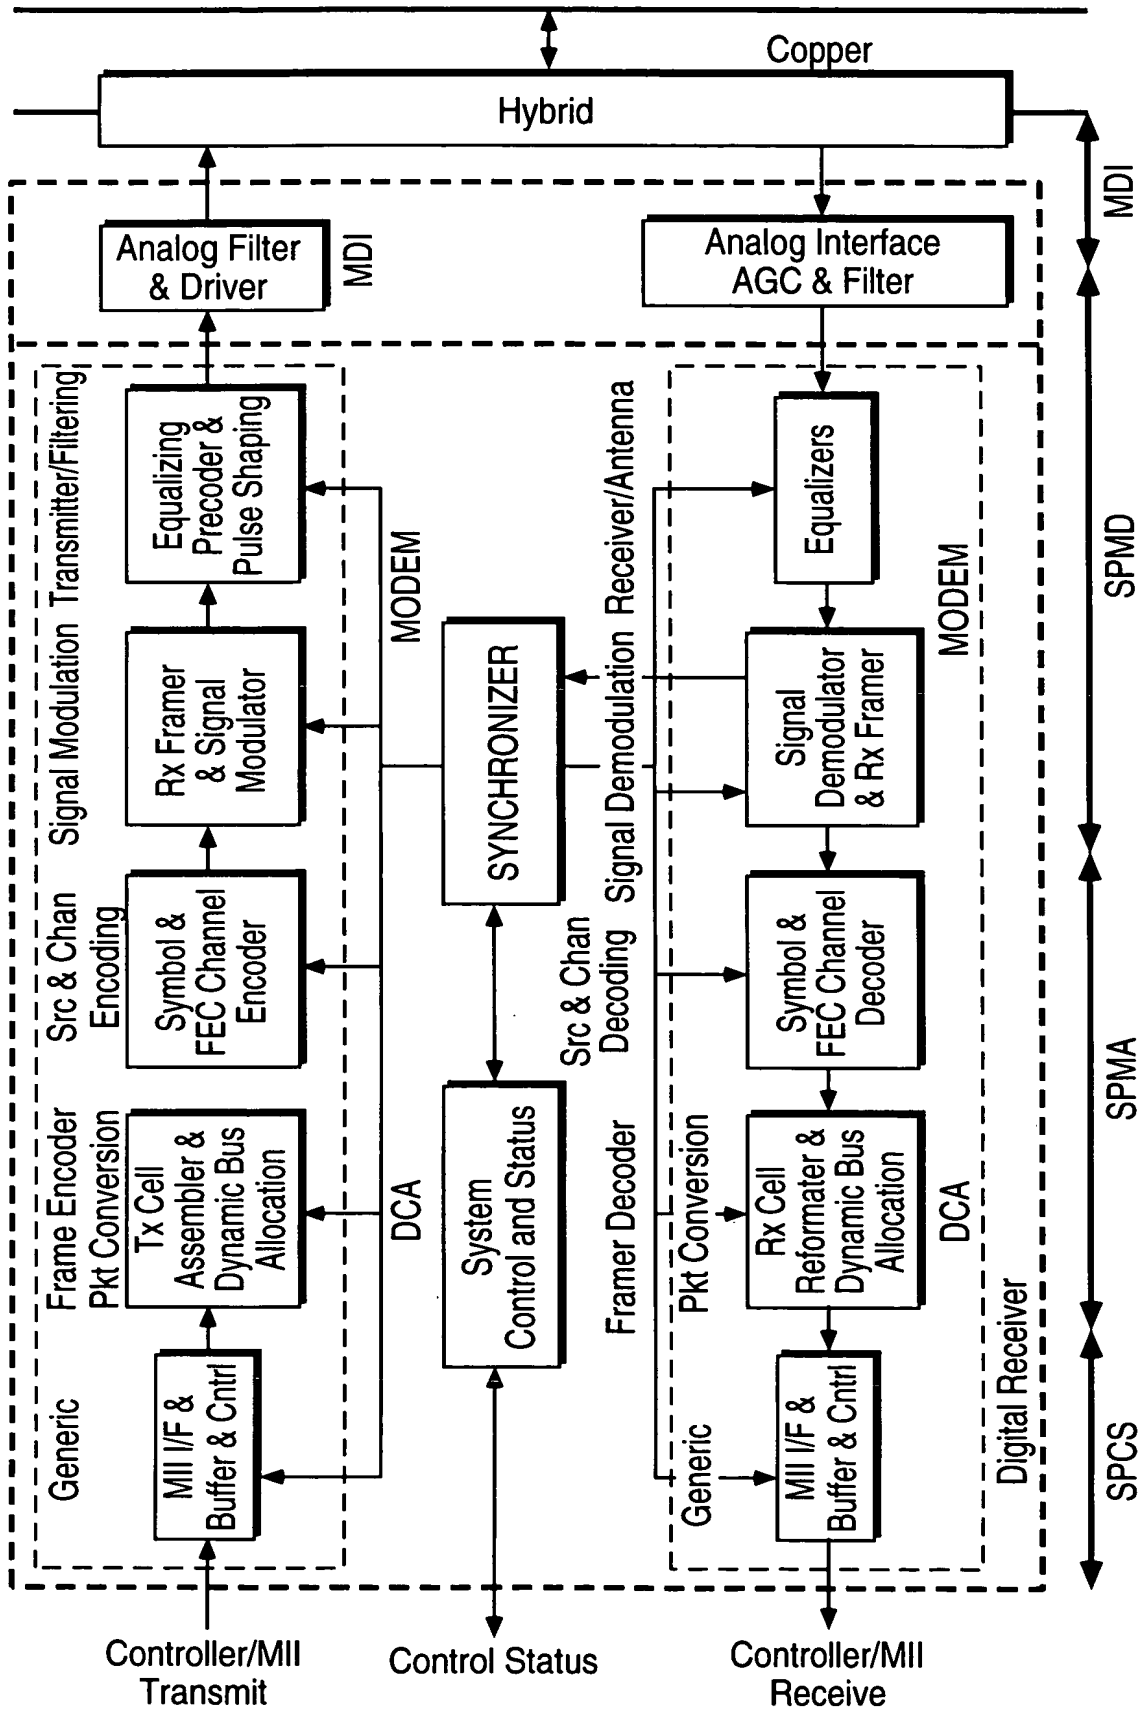 Copper
Hybrid
MDI
Analog Filter
& Driver
MDI
Analog Interface
AGC & Filter
Transmitter/Filtering
Equalizing
Precoder &
Pulse Shaping
Receiver/Antenna
Equalizers
SPMD
MODEM
Signal Modulation
Rx Framer
& Signal
Modulator
SYNCHRONIZER
Signal Demodulation
Signal
Demodulator
& Rx Framer
MODEM
Src & Chan
Encoding
Symbol &
FEC Channel
Encoder
Src & Chan
Decoding
Symbol &
FEC Channel
Decoder
SPMA
Frame Encoder
Pkt Conversion
Tx Cell
Assembler &
Dynamic Bus
Allocation
DCA
System
Control and Status
Framer Decoder
Pkt Conversion
Rx Cell
Reformater &
Dynamic Bus
Allocation
DCA
Generic
MII I/F &
Buffer & Cntrl
Generic
MII I/F &
Buffer & Cntrl
Digital Receiver
SPCS
Controller/MII
Transmit
Control Status
Controller/MII
Receive